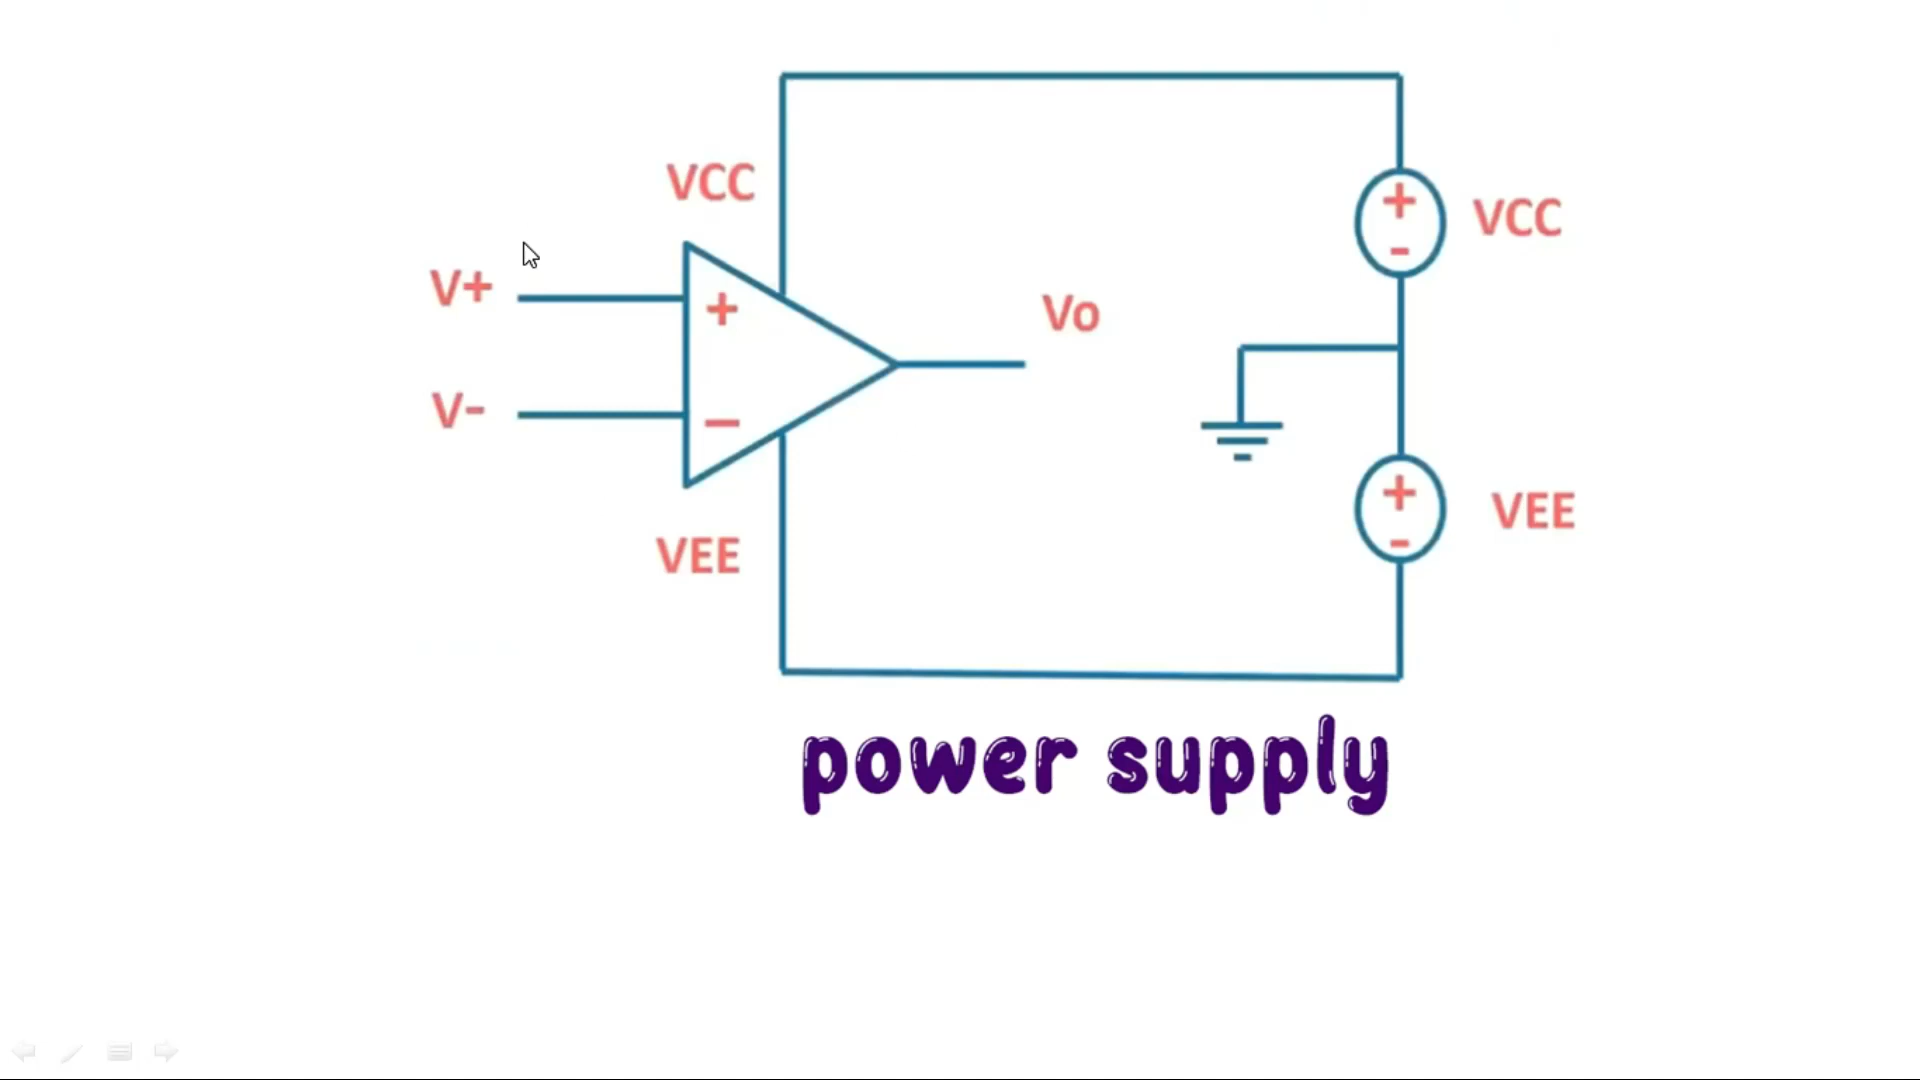 VCC
VCC
+
-
V+
+
Vo
V-
–
+
-
VEE
VEE
power supply